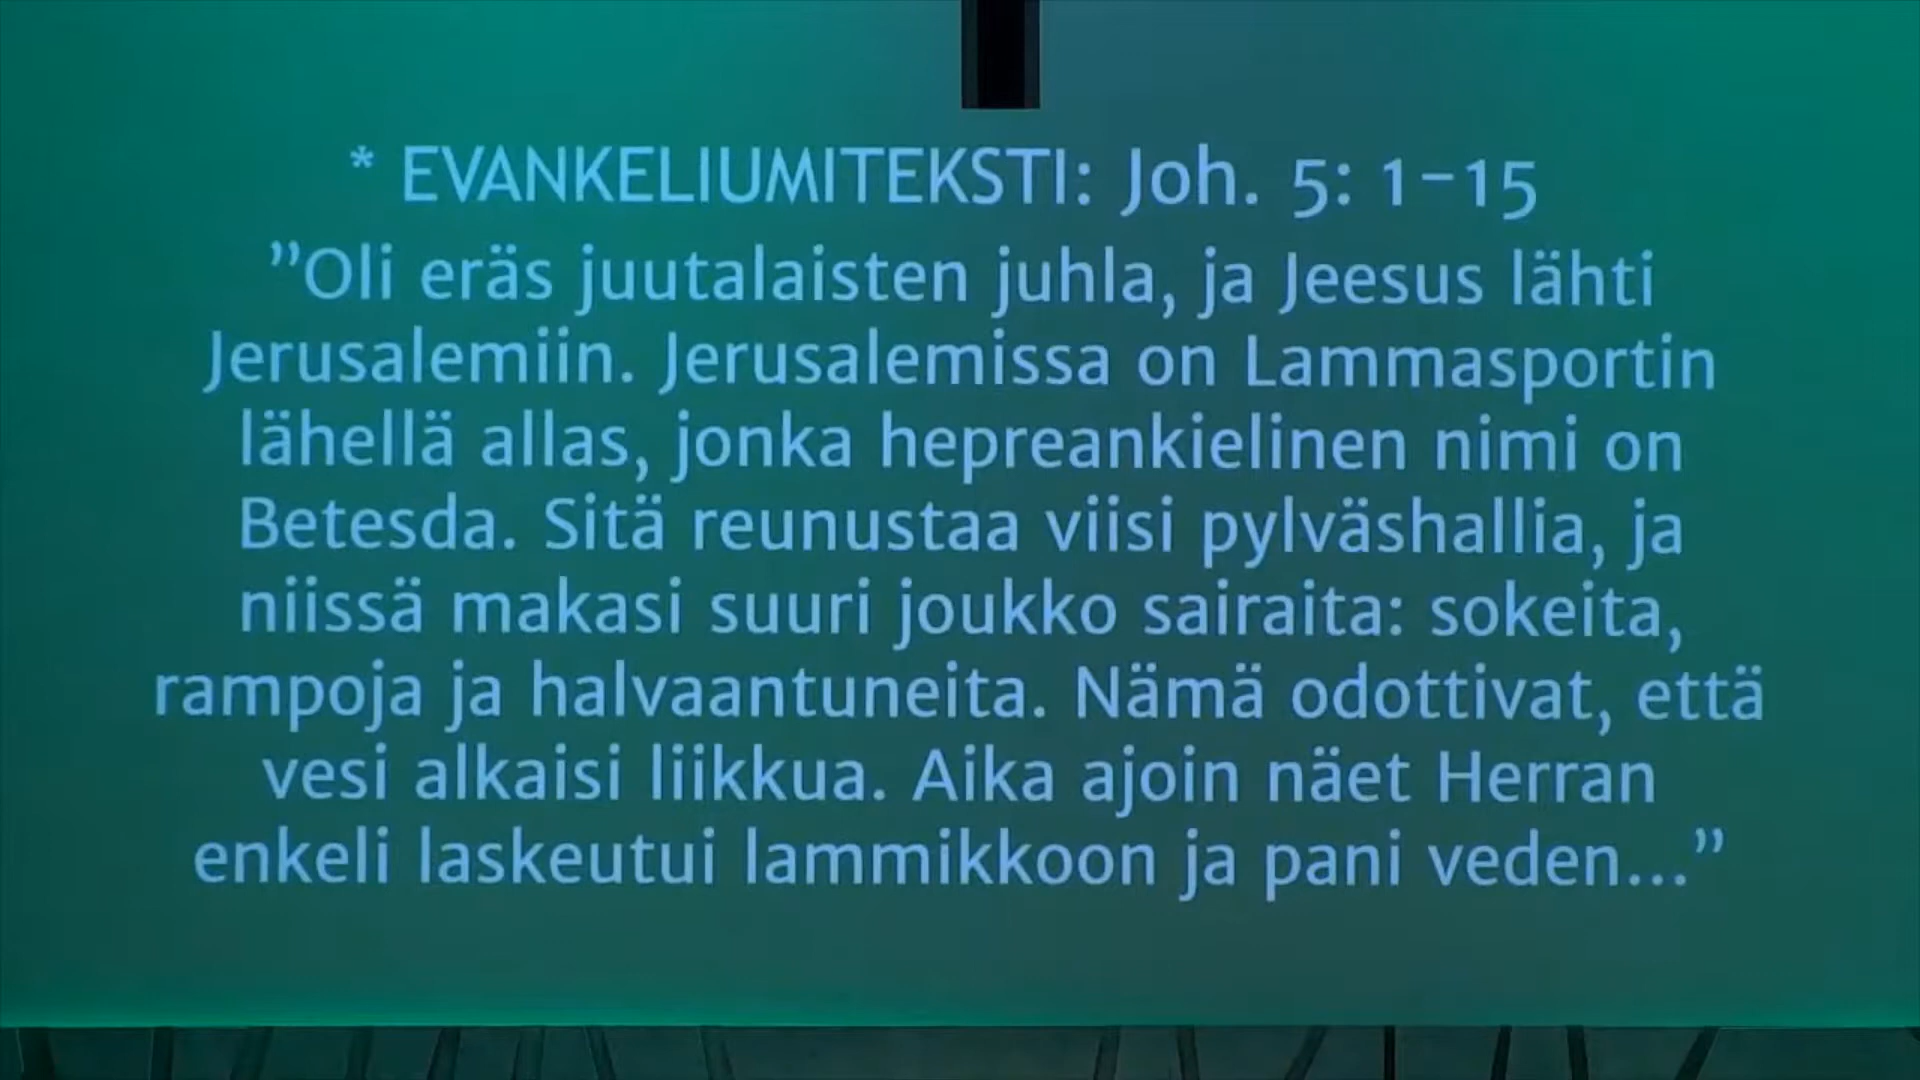 * EVANKELIUMITEKSTI: Joh. 5: 1-15
”Oli eräs juutalaisten juhla, ja Jeesus lähti
Jerusalemiin. Jerusalemissa on Lammasportin
lähellä allas, jonka hepreankielinen nimi on
Betesda. Sitä reunustaa viisi pylväshallia, ja
niissä makasi suuri joukko sairaita: sokeita,
rampoja ja halvaantuneita. Nämä odottivat, että
vesi alkaisi liikkua. Aika ajoin näet Herran
enkeli laskeutui lammikkoon ja pani veden...”